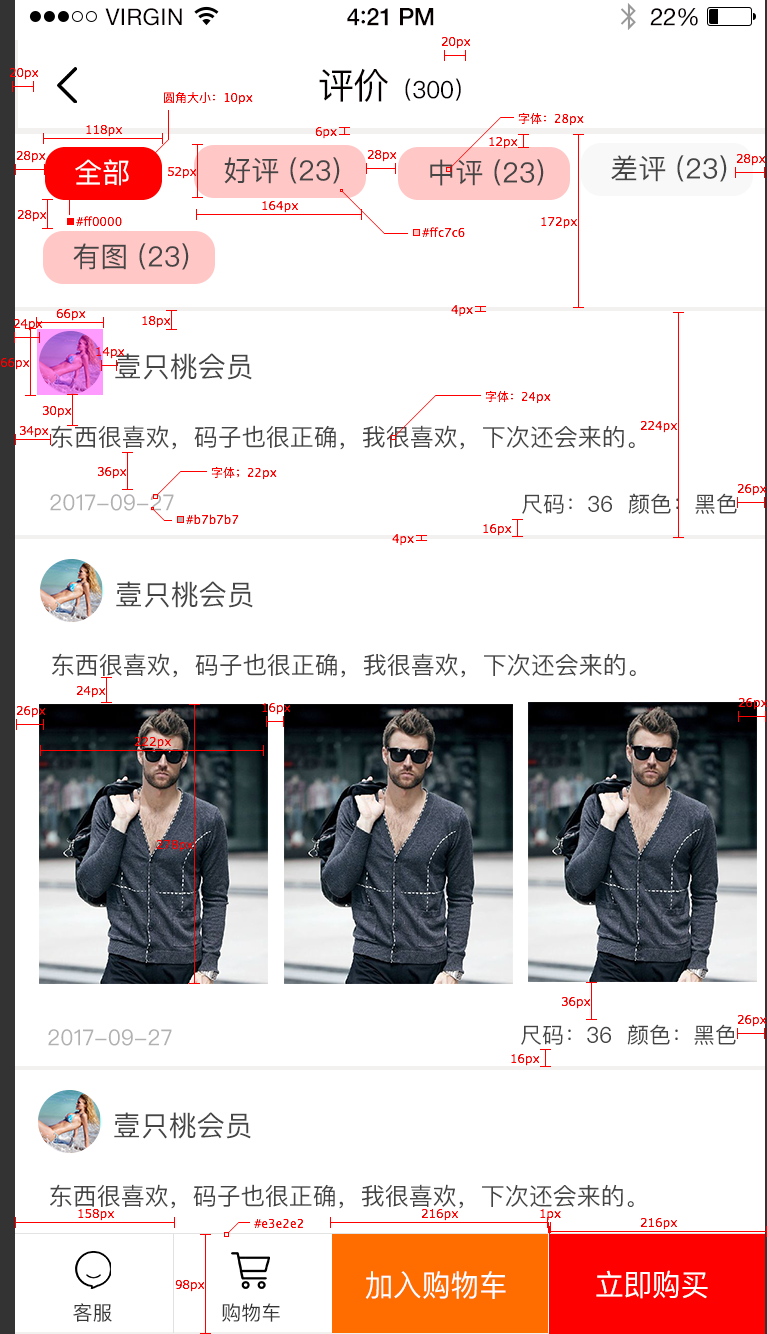 VIRGIN 4:21 PM 22%
20px
20px
评价 (300)
圆角大小：10px
字体：28px
118px 6px 12px
28px 全部 52px 好评 (23) 28px 中评 (23) 差评 (23) 28px
164px
28px #ff0000 #ffc7c6 172px
有图 (23)
4px
66px 18px
24px
66px 14px 壹只桃会员
字体：24px
30px
34px 东西很喜欢，码子也很正确，我很喜欢，下次还会来的。 224px
36px 字体；22px
26px
2017-09-27 尺码：36 颜色：黑色
#b7b7b7 16px
4px
壹只桃会员
东西很喜欢，码子也很正确，我很喜欢，下次还会来的。
24px
26px 16px 26px
222px
278px
36px
26px
2017-09-27 尺码：36 颜色：黑色
16px
壹只桃会员
东西很喜欢，码子也很正确，我很喜欢，下次还会来的。
158px #e3e2e2 216px 1px 216px
98px
客服 购物车 加入购物车 立即购买